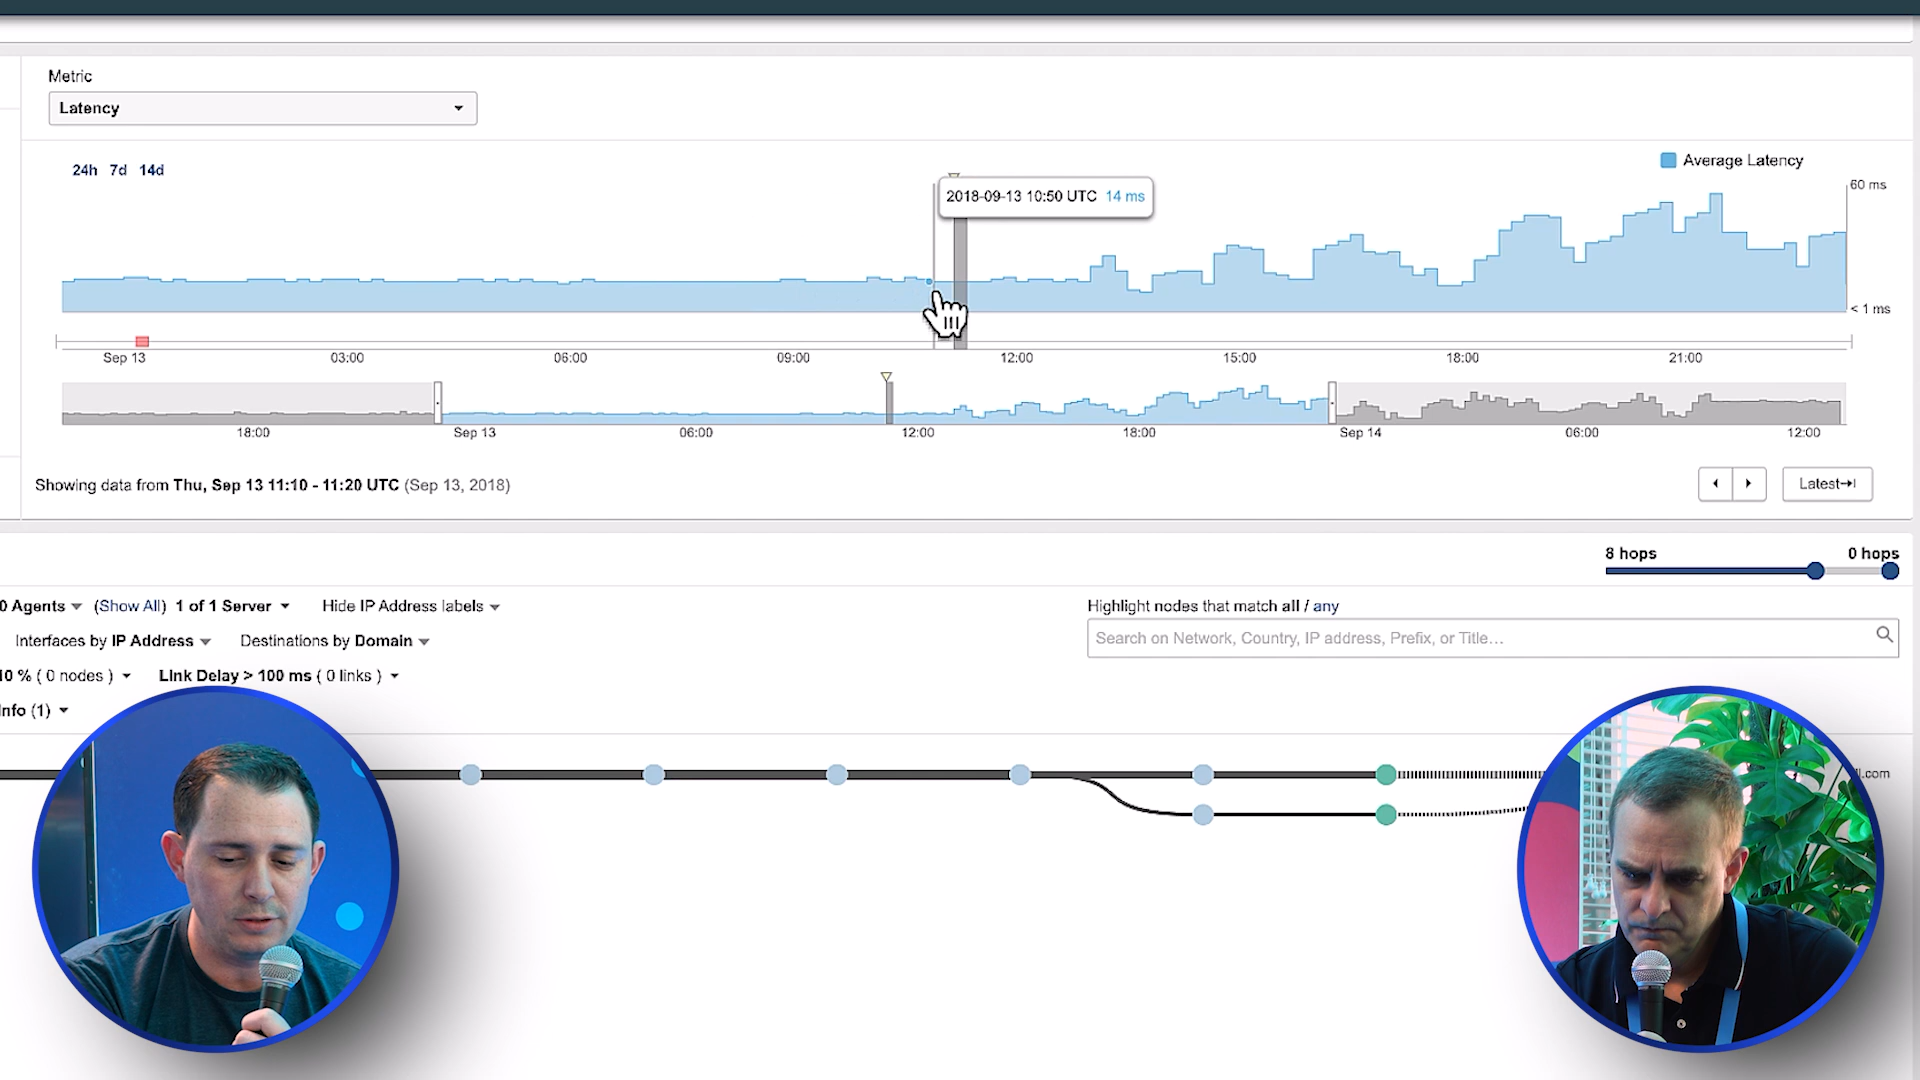 Metric
Latency
24h 7d 14d
Average Latency
60 ms
2018-09-13 10:50 UTC 14 ms
< 1 ms
Sep 13 03:00 06:00 09:00 12:00 15:00 18:00 21:00
18:00 Sep 13 06:00 12:00 18:00 Sep 14 06:00 12:00
Showing data from Thu, Sep 13 11:10 - 11:20 UTC (Sep 13, 2018)
Latest
8 hops 0 hops
0 Agents (Show All) 1 of 1 Server Hide IP Address labels
Highlight nodes that match all / any
Interfaces by IP Address Destinations by Domain
Search on Network, Country, IP address, Prefix, or Title...
10 % ( 0 nodes ) Link Delay > 100 ms ( 0 links )
Info (1)
.com